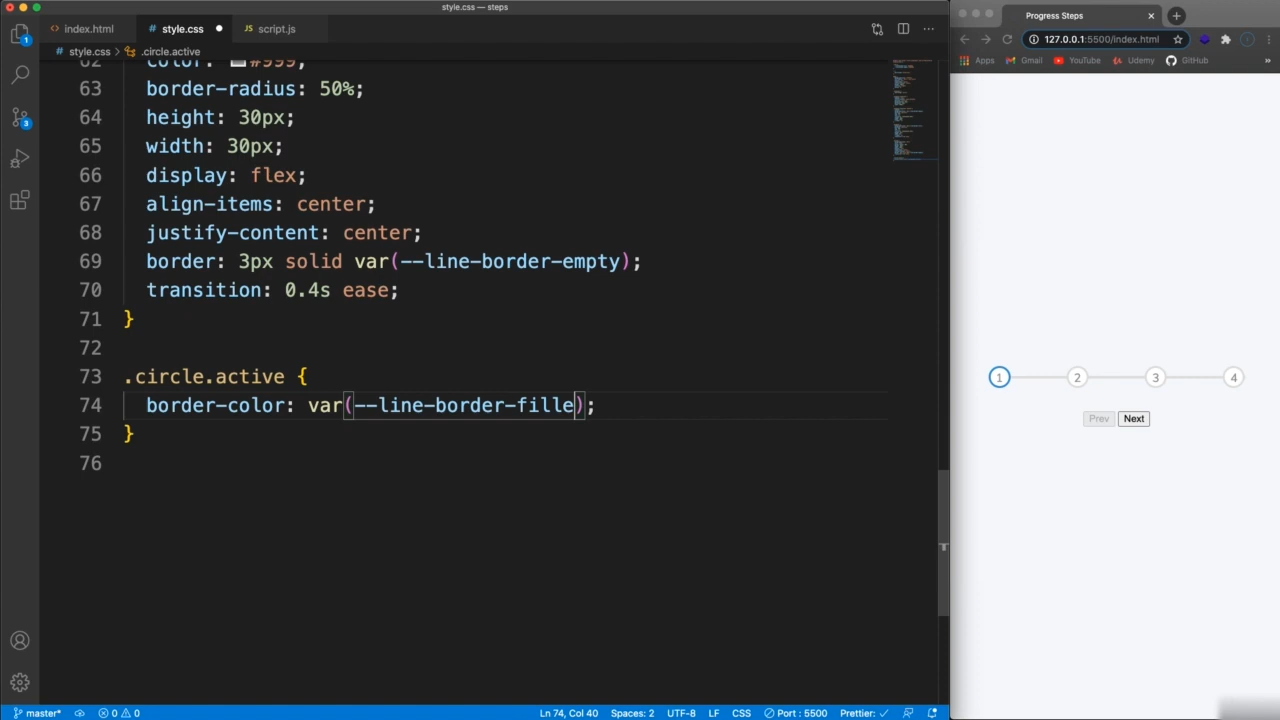 style.css — steps
index.html
style.css
JS script.js
# style.css > .circle.active
62 color: #999;
63 border-radius: 50%;
64 height: 30px;
65 width: 30px;
66 display: flex;
67 align-items: center;
68 justify-content: center;
69 border: 3px solid var(--line-border-empty);
70 transition: 0.4s ease;
71 }
72
73 .circle.active {
74 border-color: var(--line-border-fille);
75 }
76
1
3
master*
0 0
Ln 74, Col 40
Spaces: 2
UTF-8
LF
CSS
Port : 5500
Prettier:
Progress Steps
127.0.0.1:5500/index.html
Apps
Gmail
YouTube
Udemy
GitHub
»
1 2 3 4
Prev Next